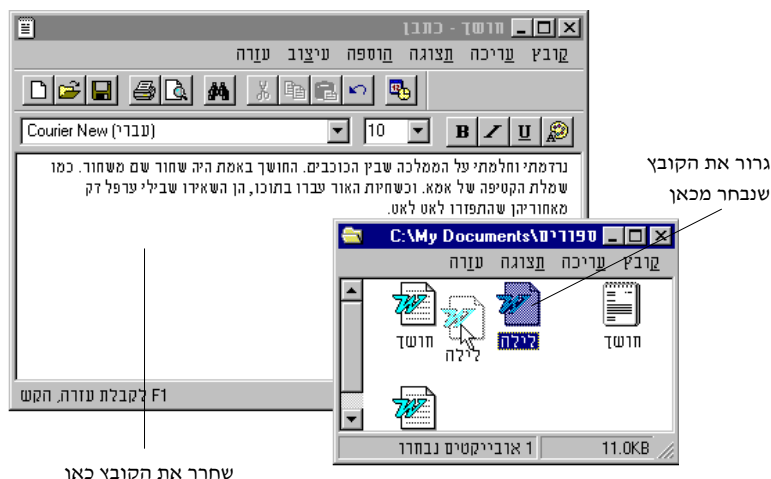 חושך - כתבן
קובץ עריכה תצוגה הוספה עיצוב עזרה
Courier New (עברי) 10 B I U
נרדמתי וחלמתי על הממלכה שבין הכוכבים. החושך באמת היה שחור שם משחור. כמו
שמלת הקטיפה של אמא. וכשחיות האור עברו בתוכו, הן השאירו שבילי ערפל דק
מאחוריהן שהתפזרו לאט לאט.
לקבלת עזרה, הקש F1
גרור את הקובץ
שנבחר מכאן
C:\My Documents\ספורים
קובץ עריכה תצוגה עזרה
חושך
לילה
לילה
חושך
1 אובייקטים נבחרו
11.0KB
שחרר את הקובץ כאן